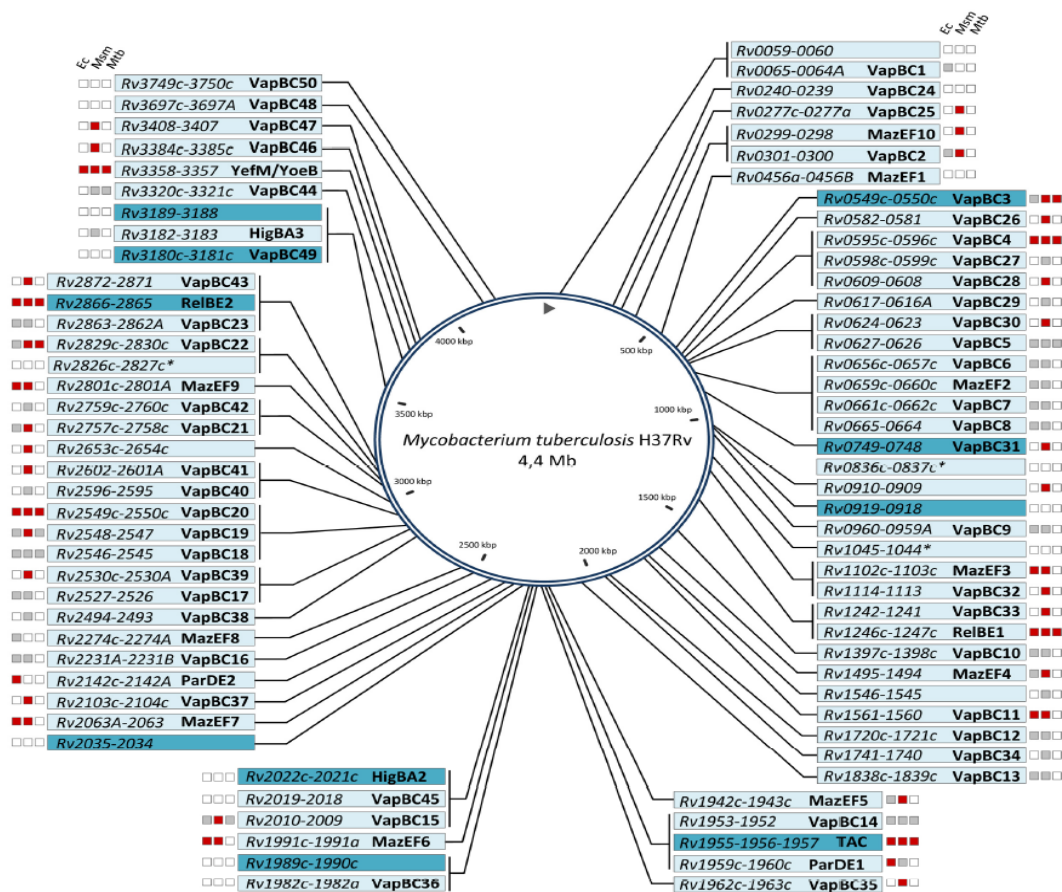 Ec Msm Mtb
Rv3749c-3750c VapBC50
Rv3697c-3697A VapBC48
Rv3408-3407 VapBC47
Rv3384c-3385c VapBC46
Rv3358-3357 YefM/YoeB
Rv3320c-3321c VapBC44
Rv3189-3188
Rv3182-3183 HigBA3
Rv3180c-3181c VapBC49
Rv2872-2871 VapBC43
Rv2866-2865 RelBE2
Rv2863-2862A VapBC23
Rv2829c-2830c VapBC22
Rv2826c-2827c*
Rv2801c-2801A MazEF9
Rv2759c-2760c VapBC42
Rv2757c-2758c VapBC21
Rv2653c-2654c
Rv2602-2601A VapBC41
Rv2596-2595 VapBC40
Rv2549c-2550c VapBC20
Rv2548-2547 VapBC19
Rv2546-2545 VapBC18
Rv2530c-2530A VapBC39
Rv2527-2526 VapBC17
Rv2494-2493 VapBC38
Rv2274c-2274A MazEF8
Rv2231A-2231B VapBC16
Rv2142c-2142A ParDE2
Rv2103c-2104c VapBC37
Rv2063A-2063 MazEF7
Rv2035-2034
Rv2022c-2021c HigBA2
Rv2019-2018 VapBC45
Rv2010-2009 VapBC15
Rv1991c-1991a MazEF6
Rv1989c-1990c
Rv1982c-1982a VapBC36
4000 kbp
500 kbp
3500 kbp
1000 kbp
Mycobacterium tuberculosis H37Rv
4,4 Mb
3000 kbp
1500 kbp
2500 kbp
2000 kbp
Ec Msm Mtb
Rv0059-0060
Rv0065-0064A VapBC1
Rv0240-0239 VapBC24
Rv0277c-0277a VapBC25
Rv0299-0298 MazEF10
Rv0301-0300 VapBC2
Rv0456a-0456B MazEF1
Rv0549c-0550c VapBC3
Rv0582-0581 VapBC26
Rv0595c-0596c VapBC4
Rv0598c-0599c VapBC27
Rv0609-0608 VapBC28
Rv0617-0616A VapBC29
Rv0624-0623 VapBC30
Rv0627-0626 VapBC5
Rv0656c-0657c VapBC6
Rv0659c-0660c MazEF2
Rv0661c-0662c VapBC7
Rv0665-0664 VapBC8
Rv0749-0748 VapBC31
Rv0836c-0837c*
Rv0910-0909
Rv0919-0918
Rv0960-0959A VapBC9
Rv1045-1044*
Rv1102c-1103c MazEF3
Rv1114-1113 VapBC32
Rv1242-1241 VapBC33
Rv1246c-1247c RelBE1
Rv1397c-1398c VapBC10
Rv1495-1494 MazEF4
Rv1546-1545
Rv1561-1560 VapBC11
Rv1720c-1721c VapBC12
Rv1741-1740 VapBC34
Rv1838c-1839c VapBC13
Rv1942c-1943c MazEF5
Rv1953-1952 VapBC14
Rv1955-1956-1957 TAC
Rv1959c-1960c ParDE1
Rv1962c-1963c VapBC35